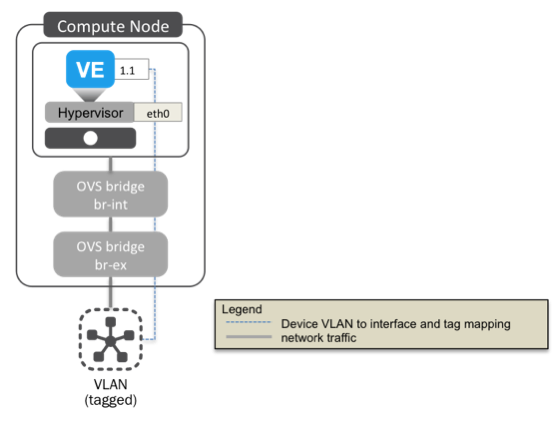 Compute Node
VE
1.1
Hypervisor
eth0
OVS bridge
br-int
OVS bridge
br-ex
VLAN
(tagged)
Legend
Device VLAN to interface and tag mapping
network traffic